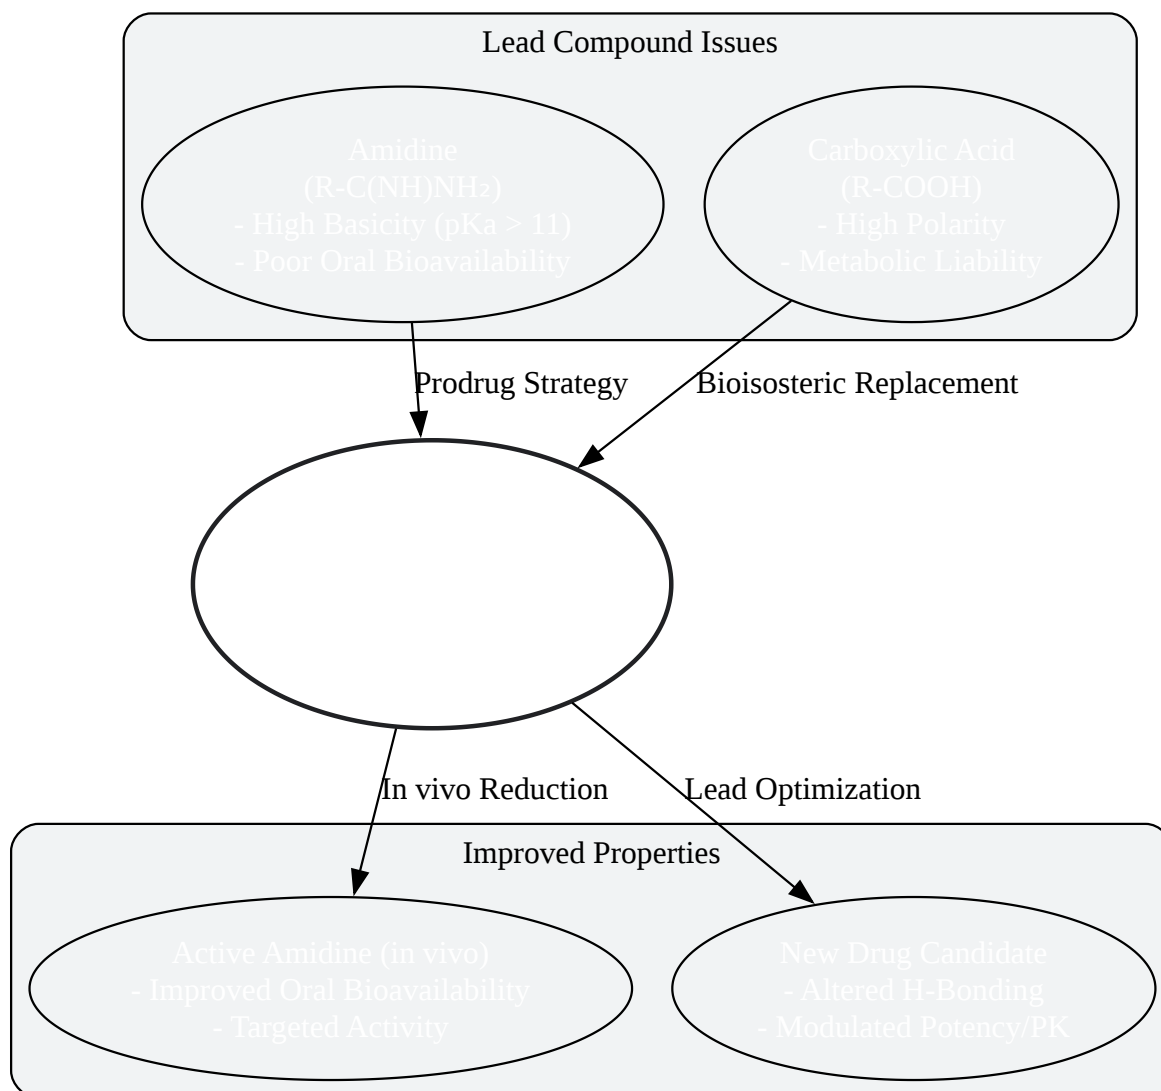 Lead Compound Issues
Amidine
(R-C(NH)NH₂)
- High Basicity (pKa > 11)
- Poor Oral Bioavailability
Carboxylic Acid
(R-COOH)
- High Polarity
- Metabolic Liability
Prodrug Strategy
Bioisosteric Replacement
In vivo Reduction
Lead Optimization
Improved Properties
Active Amidine (in vivo)
- Improved Oral Bioavailability
- Targeted Activity
New Drug Candidate
- Altered H-Bonding
- Modulated Potency/PK